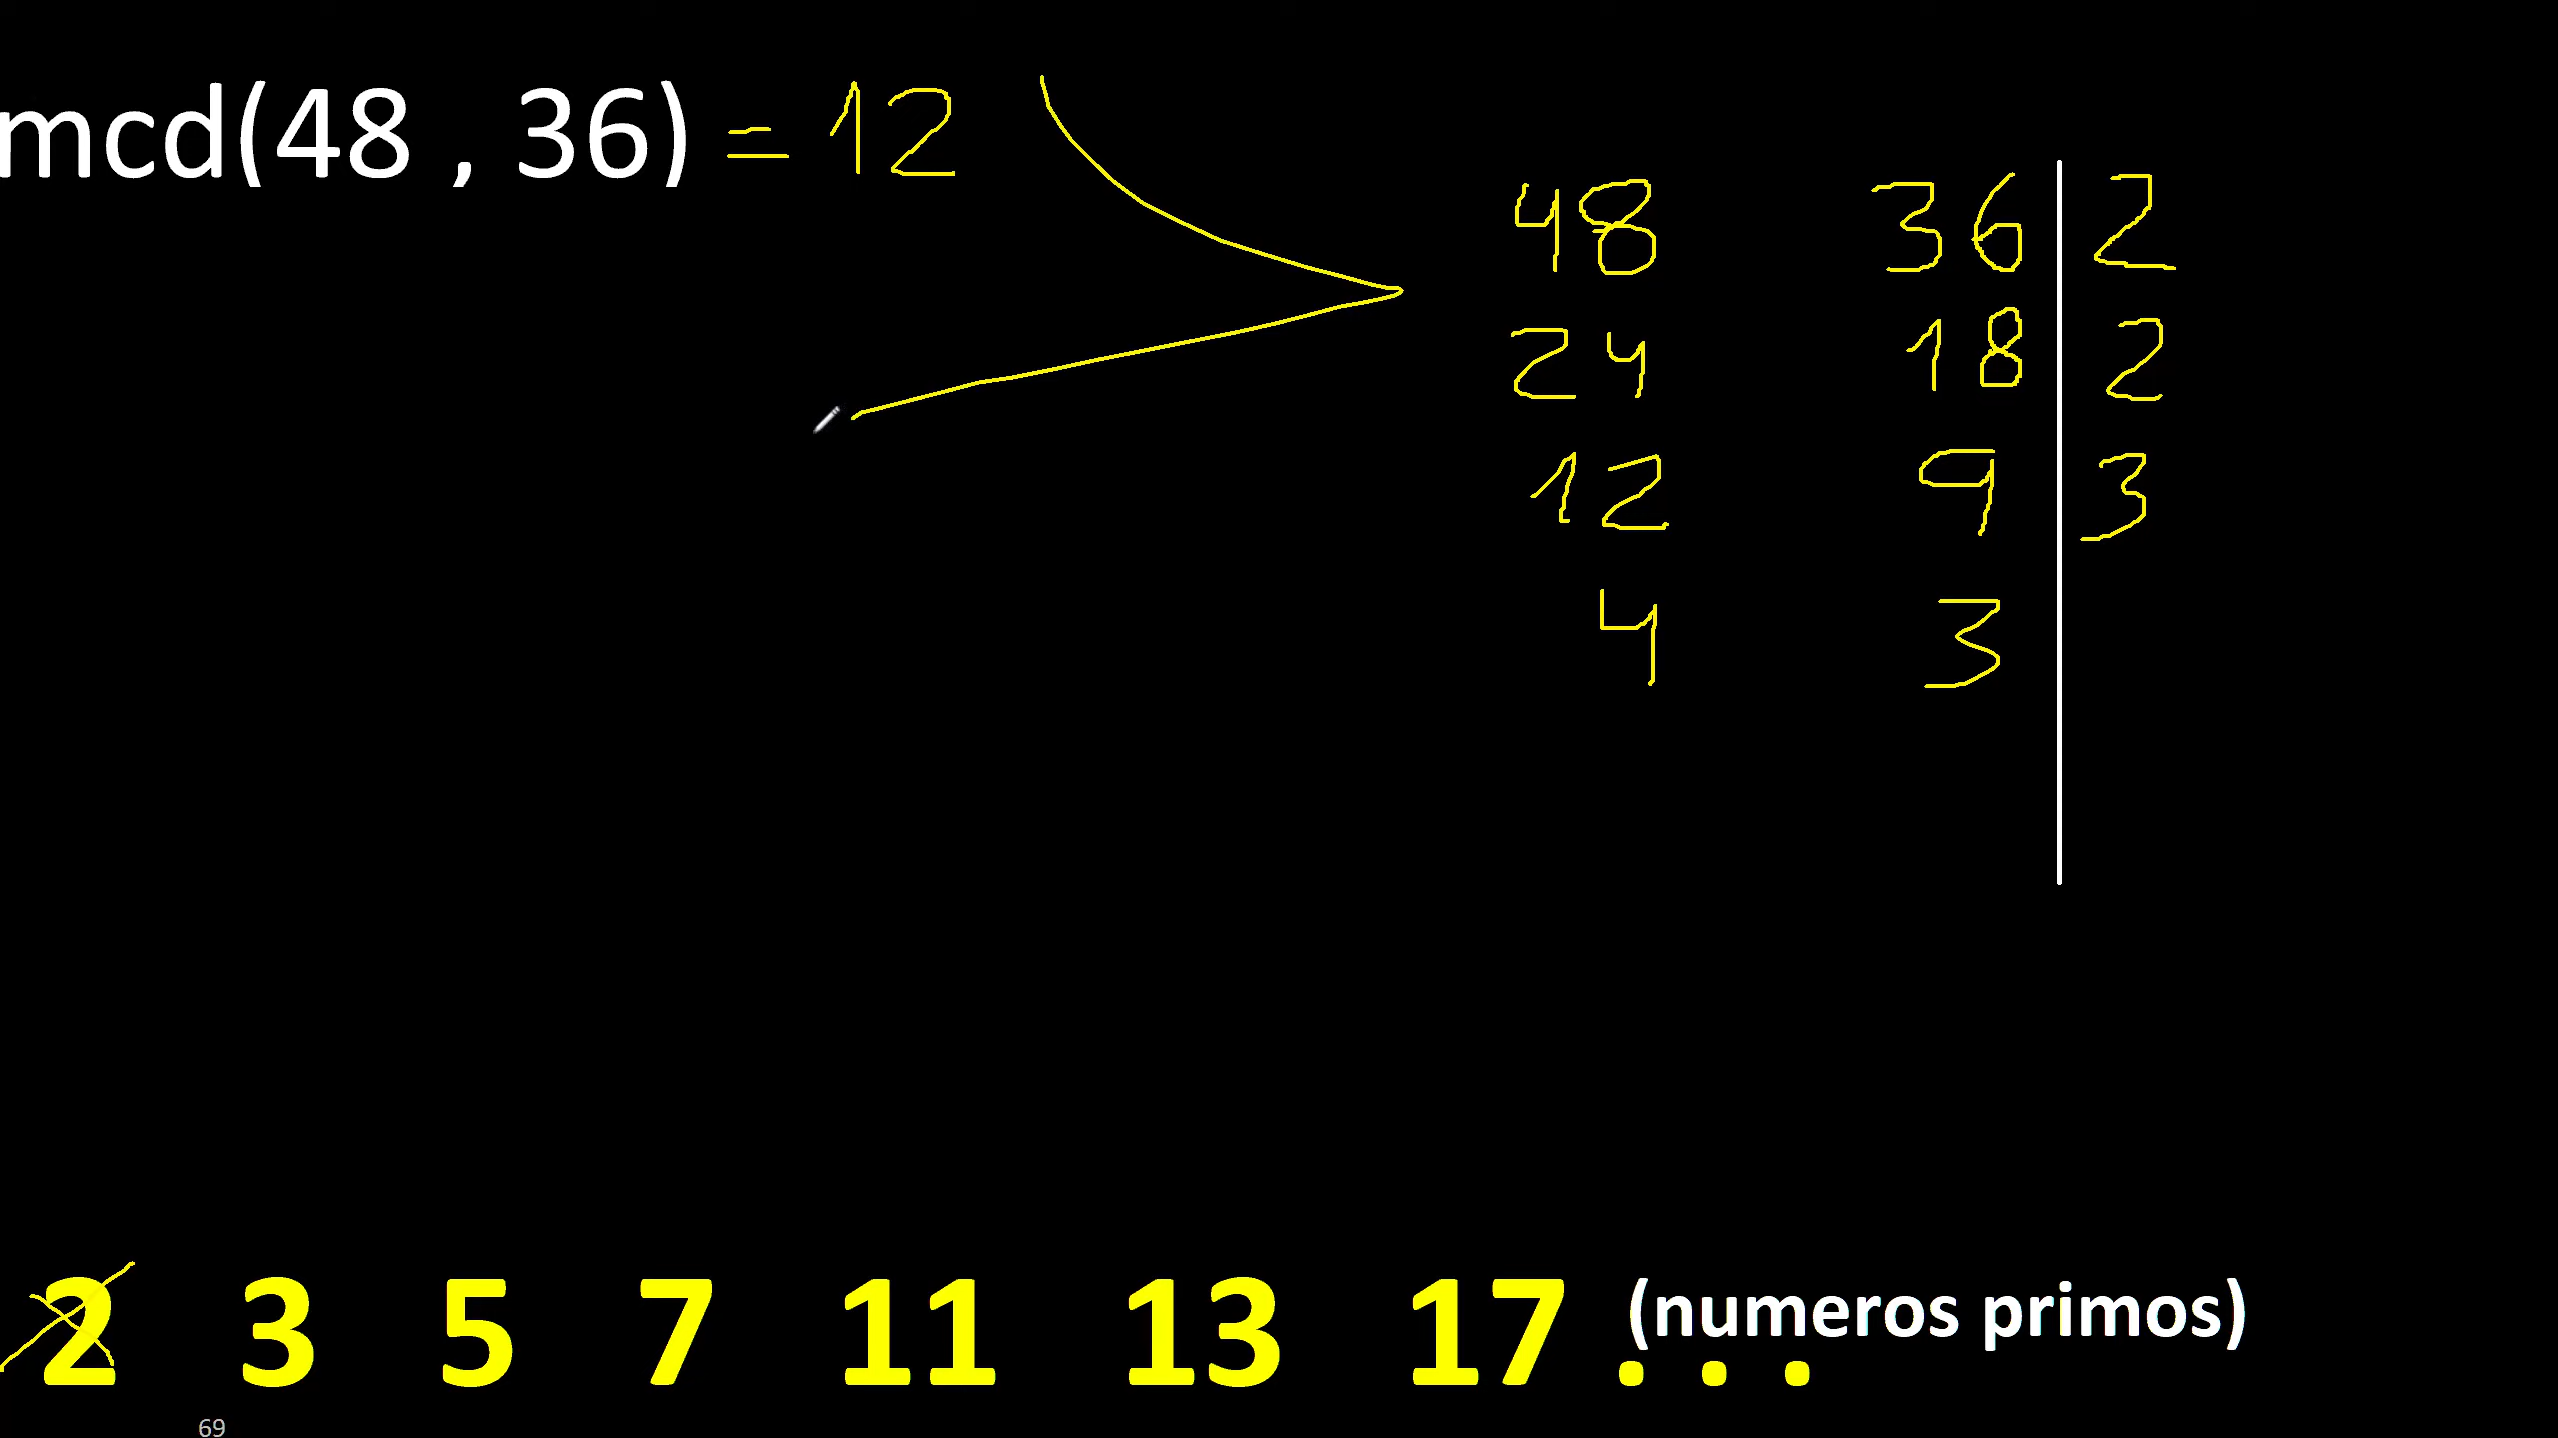 mcd(48 , 36) = 12
48 36 2
24 18 2
12 9 3
4 3
2 3 5 7 11 13 17 . . . (numeros primos)
69